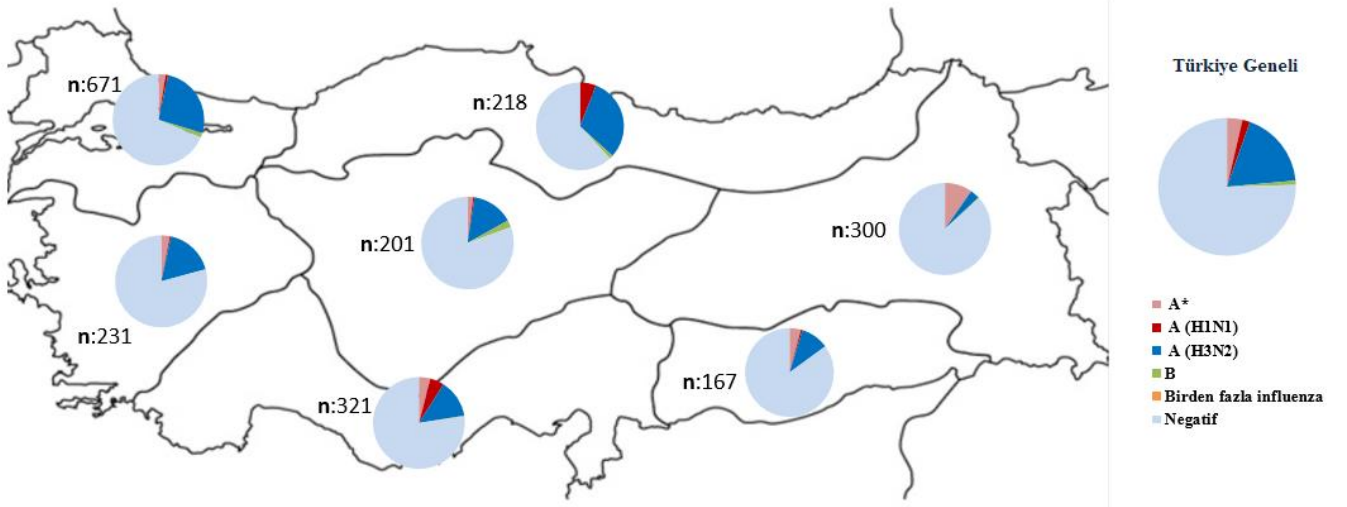 n:671
n:218
n:201
n:300
n:231
n:321
n:167
Türkiye Geneli
A*
A (H1N1)
A (H3N2)
B
Birden fazla influenza
Negatif